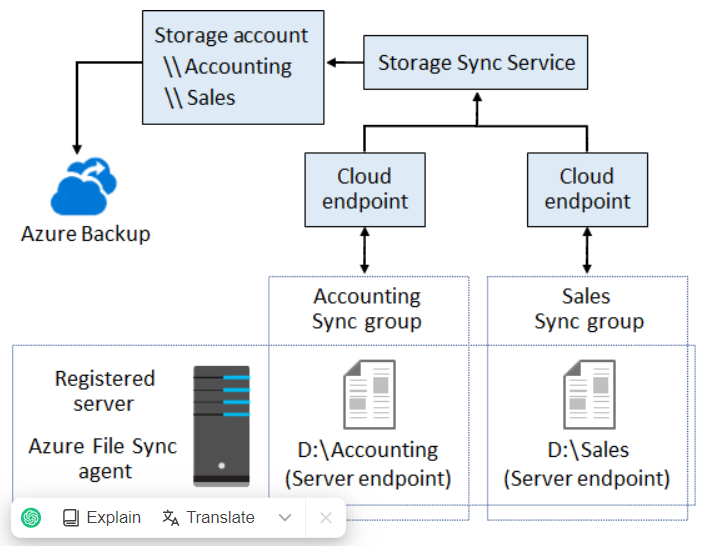 Storage account
\\Accounting
\\Sales
Storage Sync Service
Azure Backup
Cloud
endpoint
Cloud
endpoint
Accounting
Sync group
Sales
Sync group
Registered
server
Azure File Sync
agent
D:\Accounting
(Server endpoint)
D:\Sales
(Server endpoint)
Explain
Translate